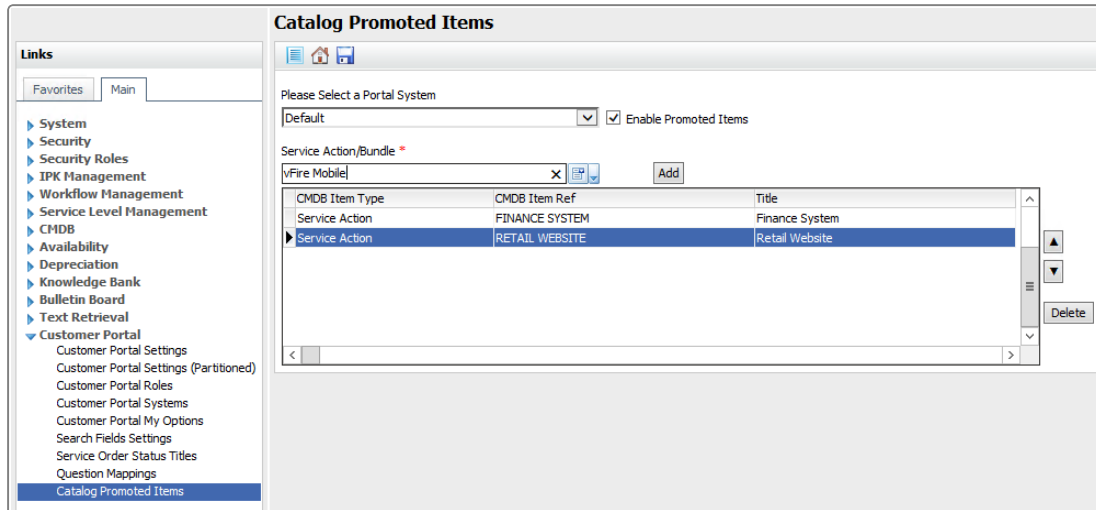 Catalog Promoted Items
Links
Favorites Main
System
Security
Security Roles
IPK Management
Workflow Management
Service Level Management
CMDB
Availability
Depreciation
Knowledge Bank
Bulletin Board
Text Retrieval
Customer Portal
Customer Portal Settings
Customer Portal Settings (Partitioned)
Customer Portal Roles
Customer Portal Systems
Customer Portal My Options
Search Fields Settings
Service Order Status Titles
Question Mappings
Catalog Promoted Items
Please Select a Portal System
Default Enable Promoted Items
Service Action/Bundle *
vFire Mobile Add
CMDB Item Type CMDB Item Ref Title
Service Action FINANCE SYSTEM Finance System
Service Action RETAIL WEBSITE Retail Website
Delete